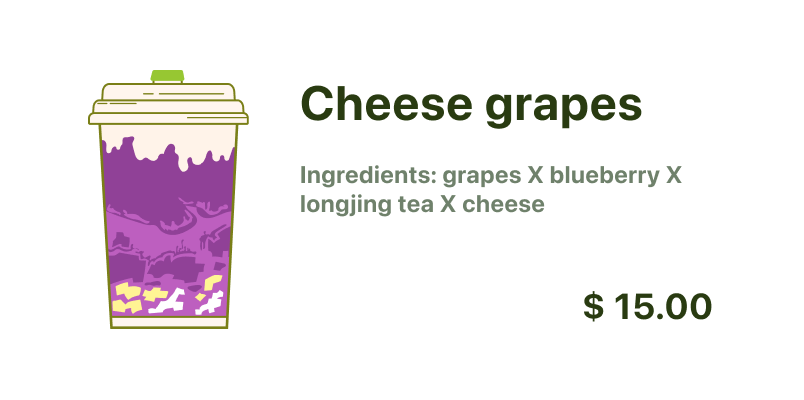 Cheese grapes
Ingredients: grapes X blueberry X
longjing tea X cheese
$ 15.00